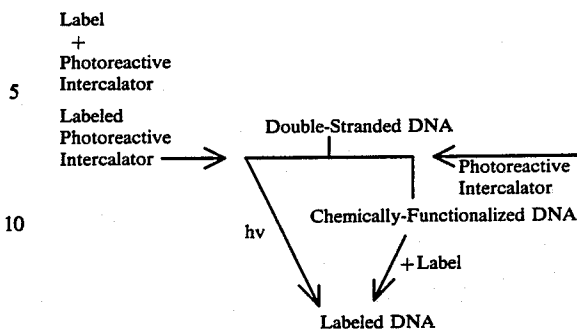 Label
+
Photoreactive
Intercalator
5
Labeled
Photoreactive
Intercalator
Double-Stranded DNA
Photoreactive
Intercalator
10
Chemically-Functionalized DNA
hν
+Label
Labeled DNA